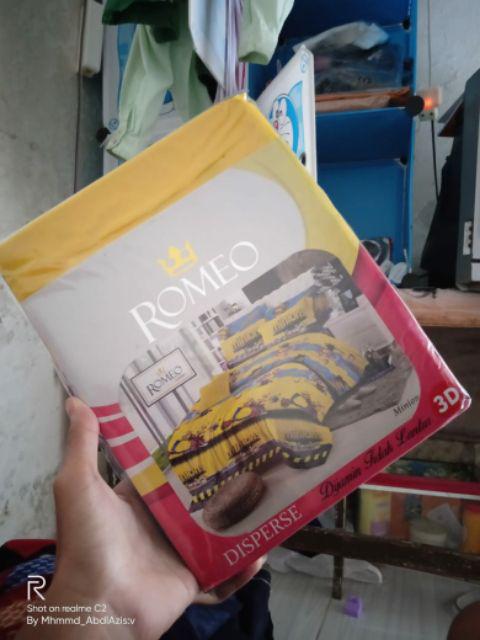 ROMEO
ROMEO
Minion
3D
Dijamin Tidak Luntur
DISPERSE
R
Shot on realme C2
By Mhmmd_AbdlAzis:v